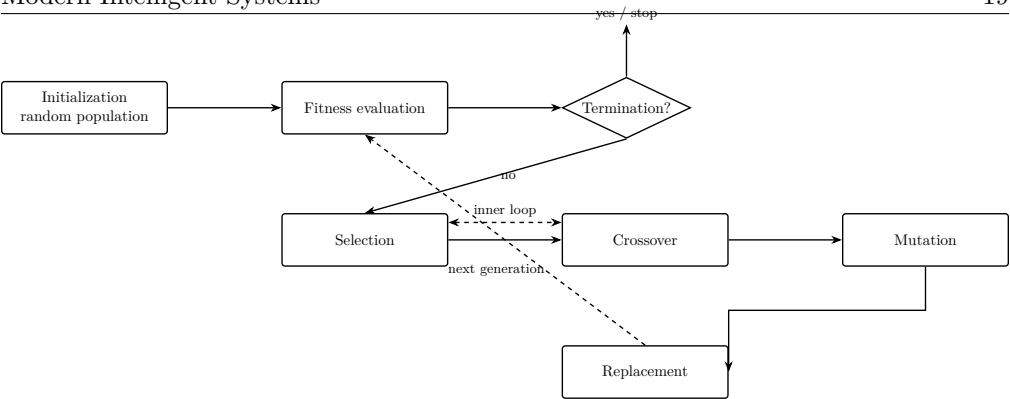 Modern Intelligent Systems 19
yes / stop
Initialization
random population
Fitness evaluation
Termination?
no
inner loop
Selection
Crossover
Mutation
next generation
Replacement